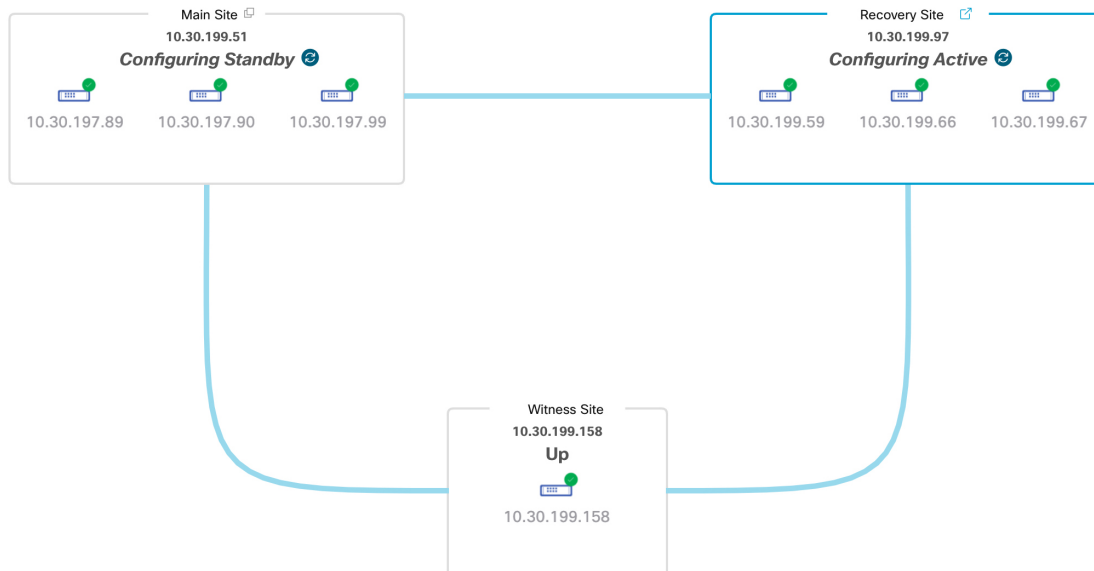 Main Site
10.30.199.51
Configuring Standby
10.30.197.89 10.30.197.90 10.30.197.99
Recovery Site
10.30.199.97
Configuring Active
10.30.199.59 10.30.199.66 10.30.199.67
Witness Site
10.30.199.158
Up
10.30.199.158